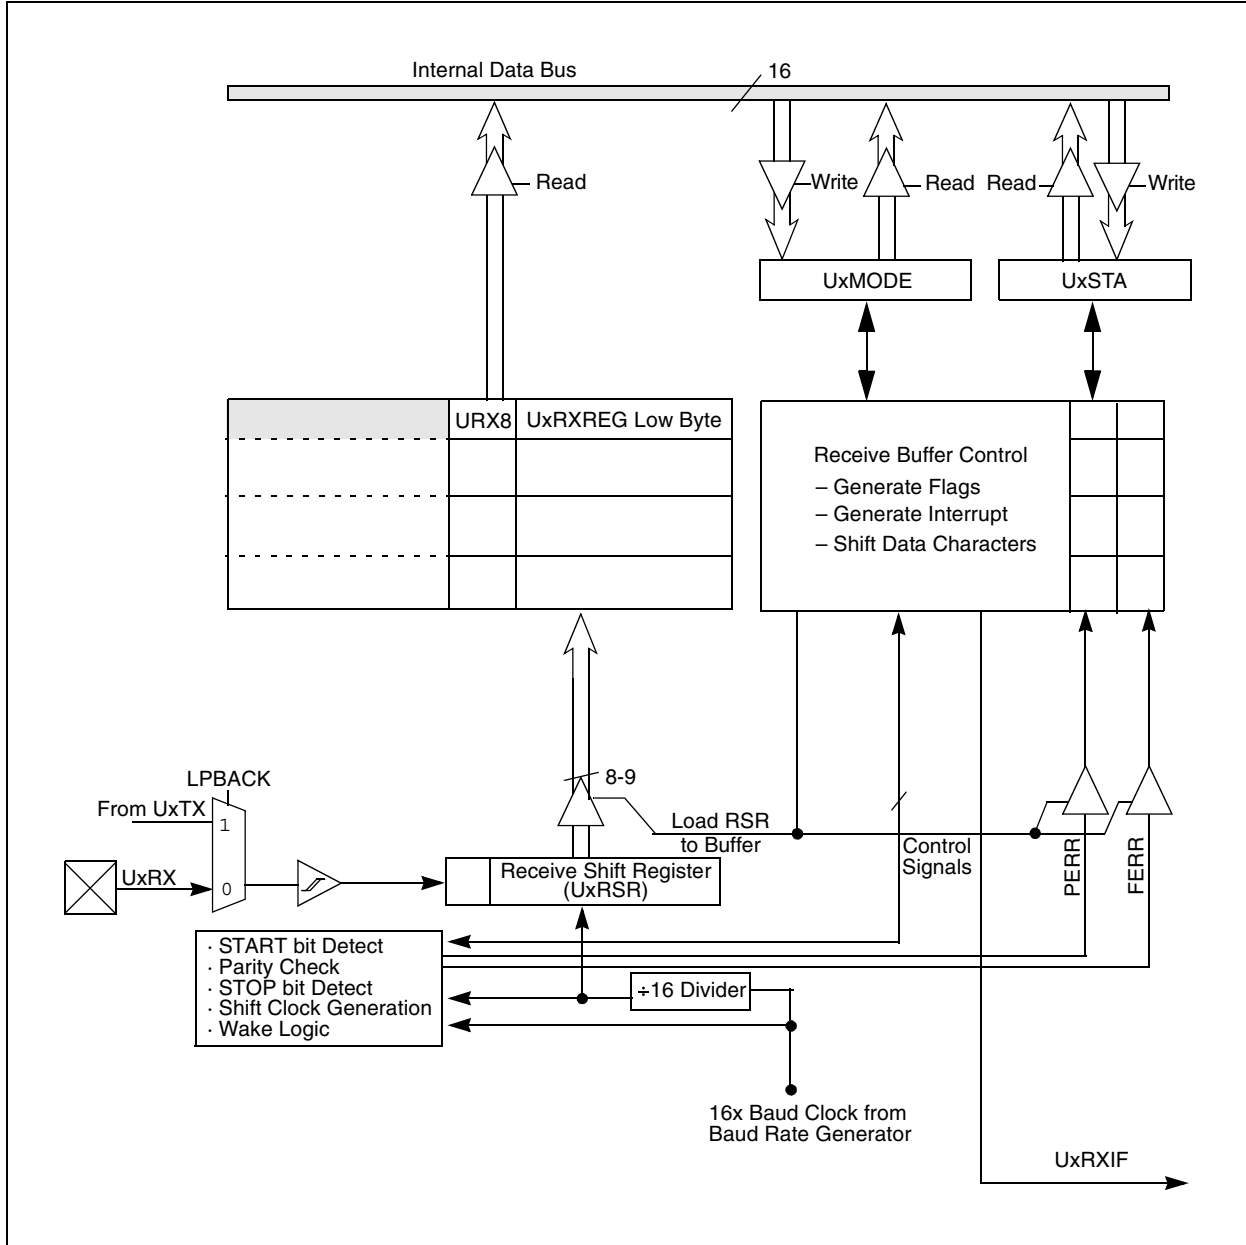 Internal Data Bus
16
Read
Write
Read
Read
Write
UxMODE
UxSTA
URX8
UxRXREG Low Byte
Receive Buffer Control
– Generate Flags
– Generate Interrupt
– Shift Data Characters
LPBACK
From UxTX
1
UxRX
0
8-9
Load RSR
to Buffer
Control
Signals
PERR
FERR
Receive Shift Register
(UxRSR)
· START bit Detect
· Parity Check
· STOP bit Detect
· Shift Clock Generation
· Wake Logic
÷16 Divider
16x Baud Clock from
Baud Rate Generator
UxRXIF